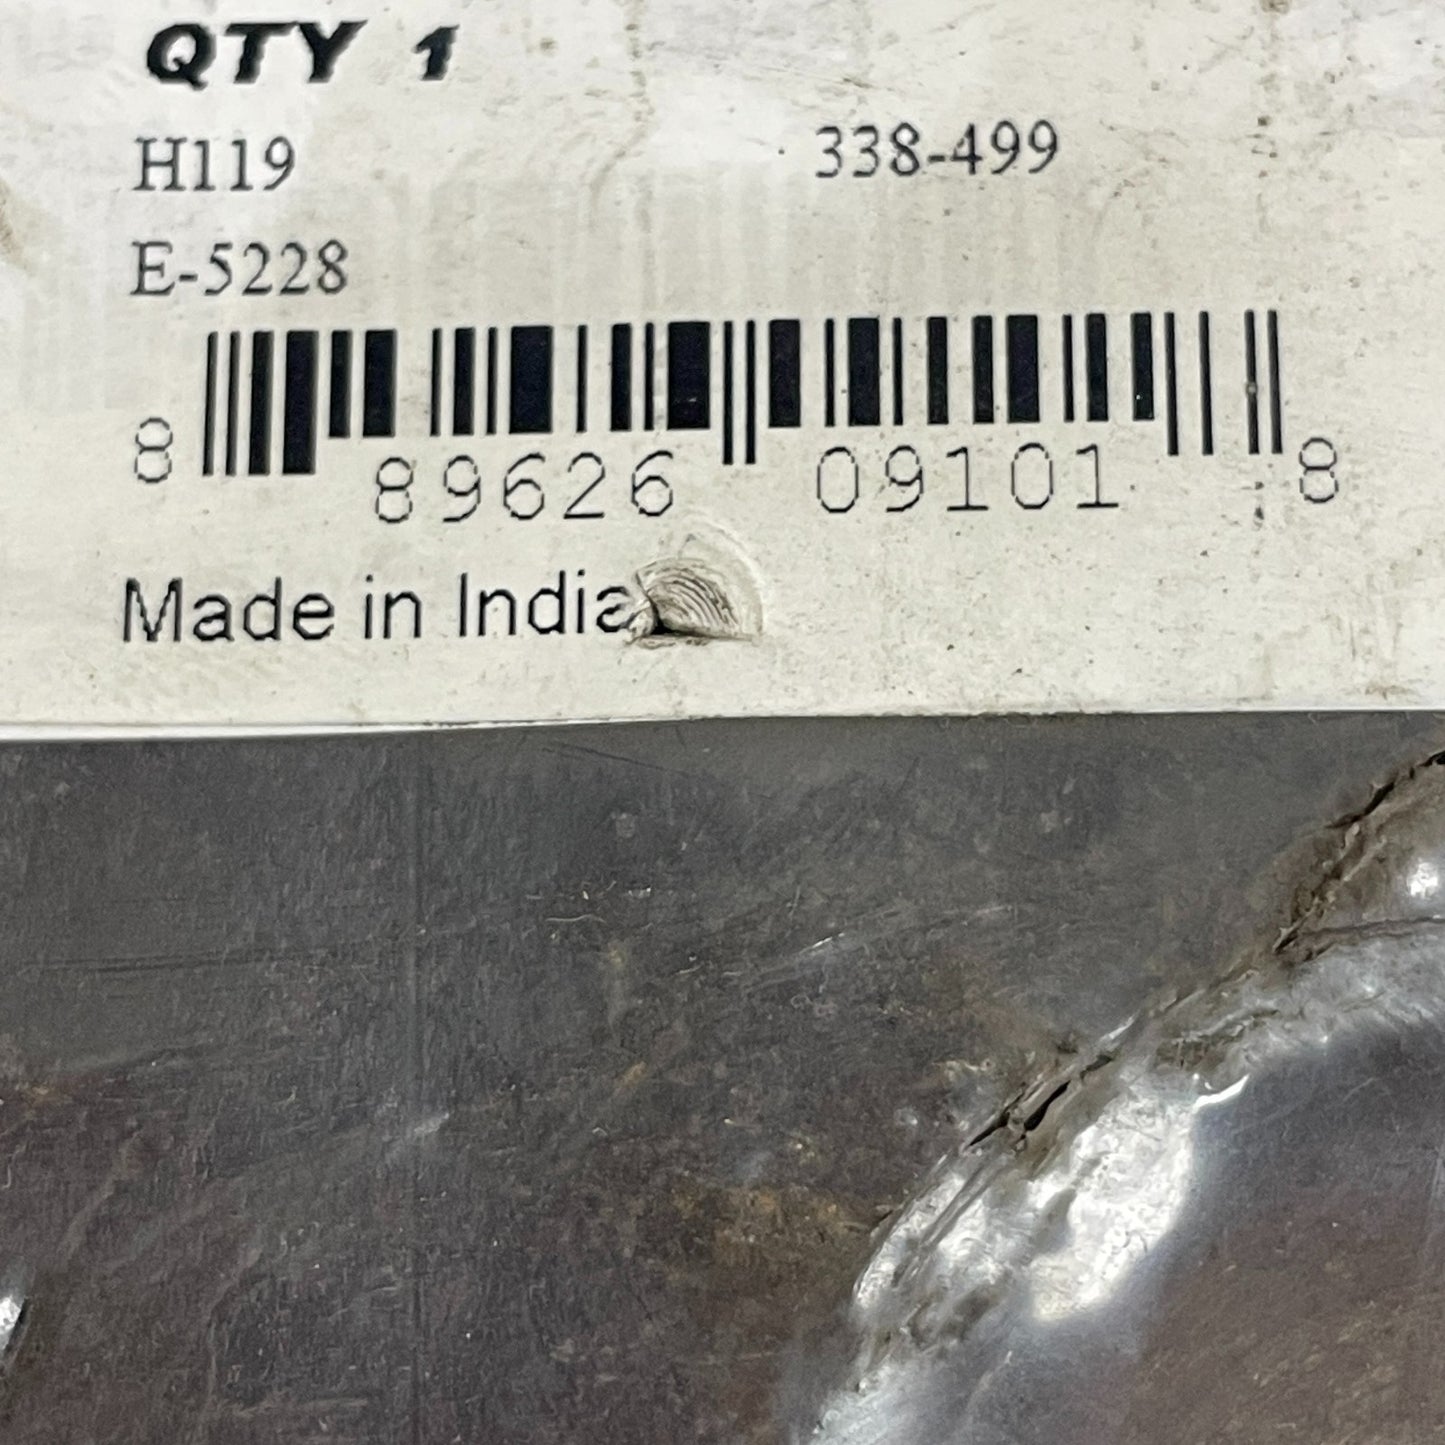 QTY 1
H119 338-499
E-5228
8 89626 09101 8
Made in India